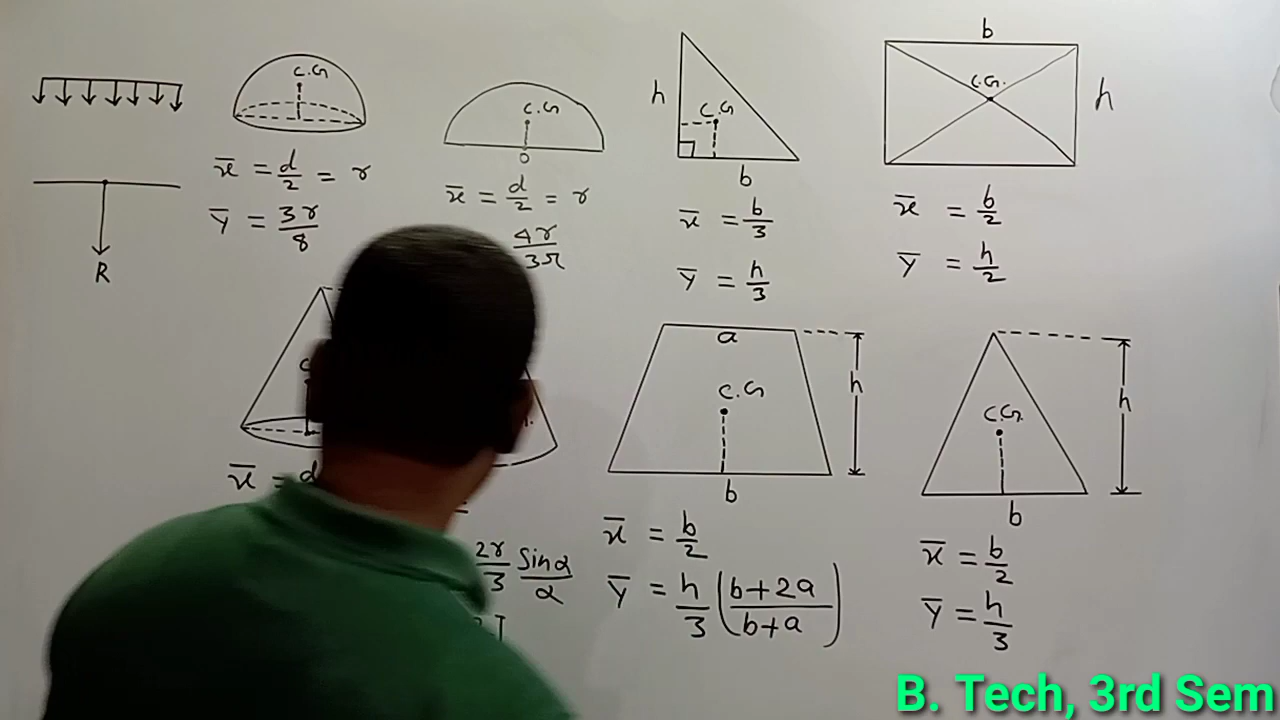 R
C.G
x̄ = d/2 = r
ȳ = 3r/8
C.G
O
x̄ = d/2 = r
4r/3π
h
C.G
b
x̄ = b/3
ȳ = h/3
b
C.G.
h
x̄ = b/2
ȳ = h/2
x̄ =
2r/3 Sinα/α
a
C.G
h
b
x̄ = b/2
ȳ = h/3 (b+2a/b+a)
C.G.
h
b
x̄ = b/2
ȳ = h/3
B. Tech, 3rd Sem